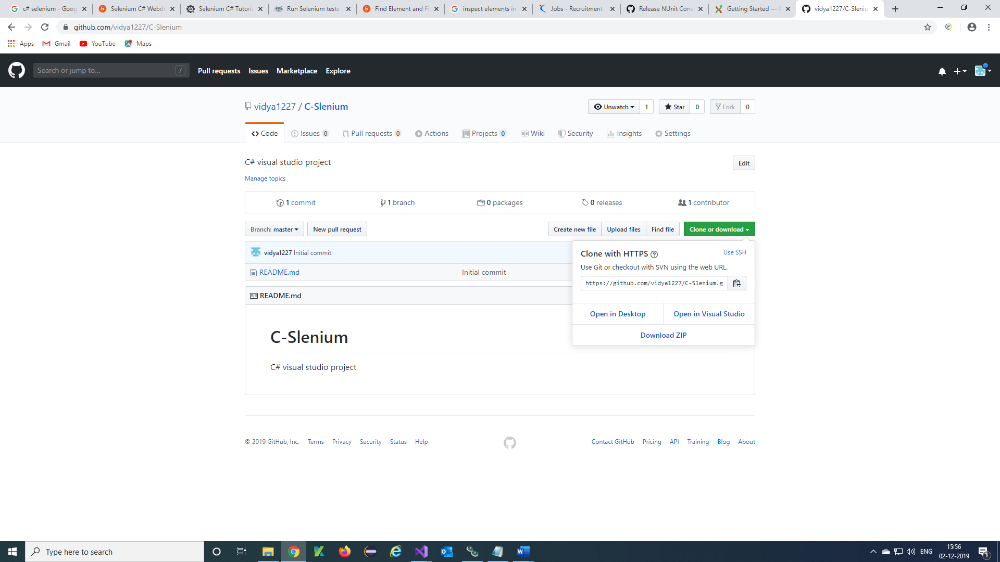 c# selenium - Goog
Selenium C# Webdr
Selenium C# Tutoria
Run Selenium tests
Find Element and Fi
inspect elements in
Jobs - Recruitment
Release NUnit Cons
Getting Started — C
vidya1227/C-Sleniu
github.com/vidya1227/C-Slenium
Apps Gmail YouTube Maps
Search or jump to... /
Pull requests Issues Marketplace Explore
vidya1227 / C-Slenium
Unwatch 1 Star 0 Fork 0
Code Issues 0 Pull requests 0 Actions Projects 0 Wiki Security Insights Settings
C# visual studio project
Edit
Manage topics
1 commit 1 branch 0 packages 0 releases 1 contributor
Branch: master New pull request Create new file Upload files Find file Clone or download
vidya1227 Initial commit
README.md Initial commit
Clone with HTTPS ? Use SSH
Use Git or checkout with SVN using the web URL.
https://github.com/vidya1227/C-Slenium.g
Open in Desktop Open in Visual Studio
Download ZIP
README.md
C-Slenium
C# visual studio project
© 2019 GitHub, Inc. Terms Privacy Security Status Help
Contact GitHub Pricing API Training Blog About
Type here to search
ENG
15:56
02-12-2019
1